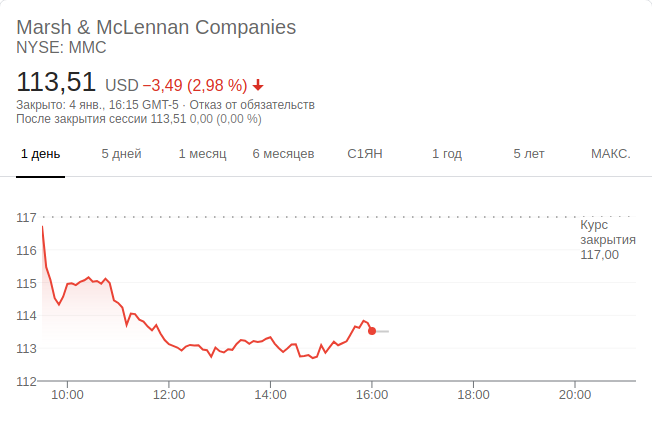 Marsh & McLennan Companies
NYSE: MMC
113,51 USD −3,49 (2,98 %)
Закрыто: 4 янв., 16:15 GMT-5 · Отказ от обязательств
После закрытия сессии 113,51 0,00 (0,00 %)
1 день 5 дней 1 месяц 6 месяцев С1ЯН 1 год 5 лет МАКС.
117
Курс
закрытия
117,00
116
115
114
113
112
10:00 12:00 14:00 16:00 18:00 20:00